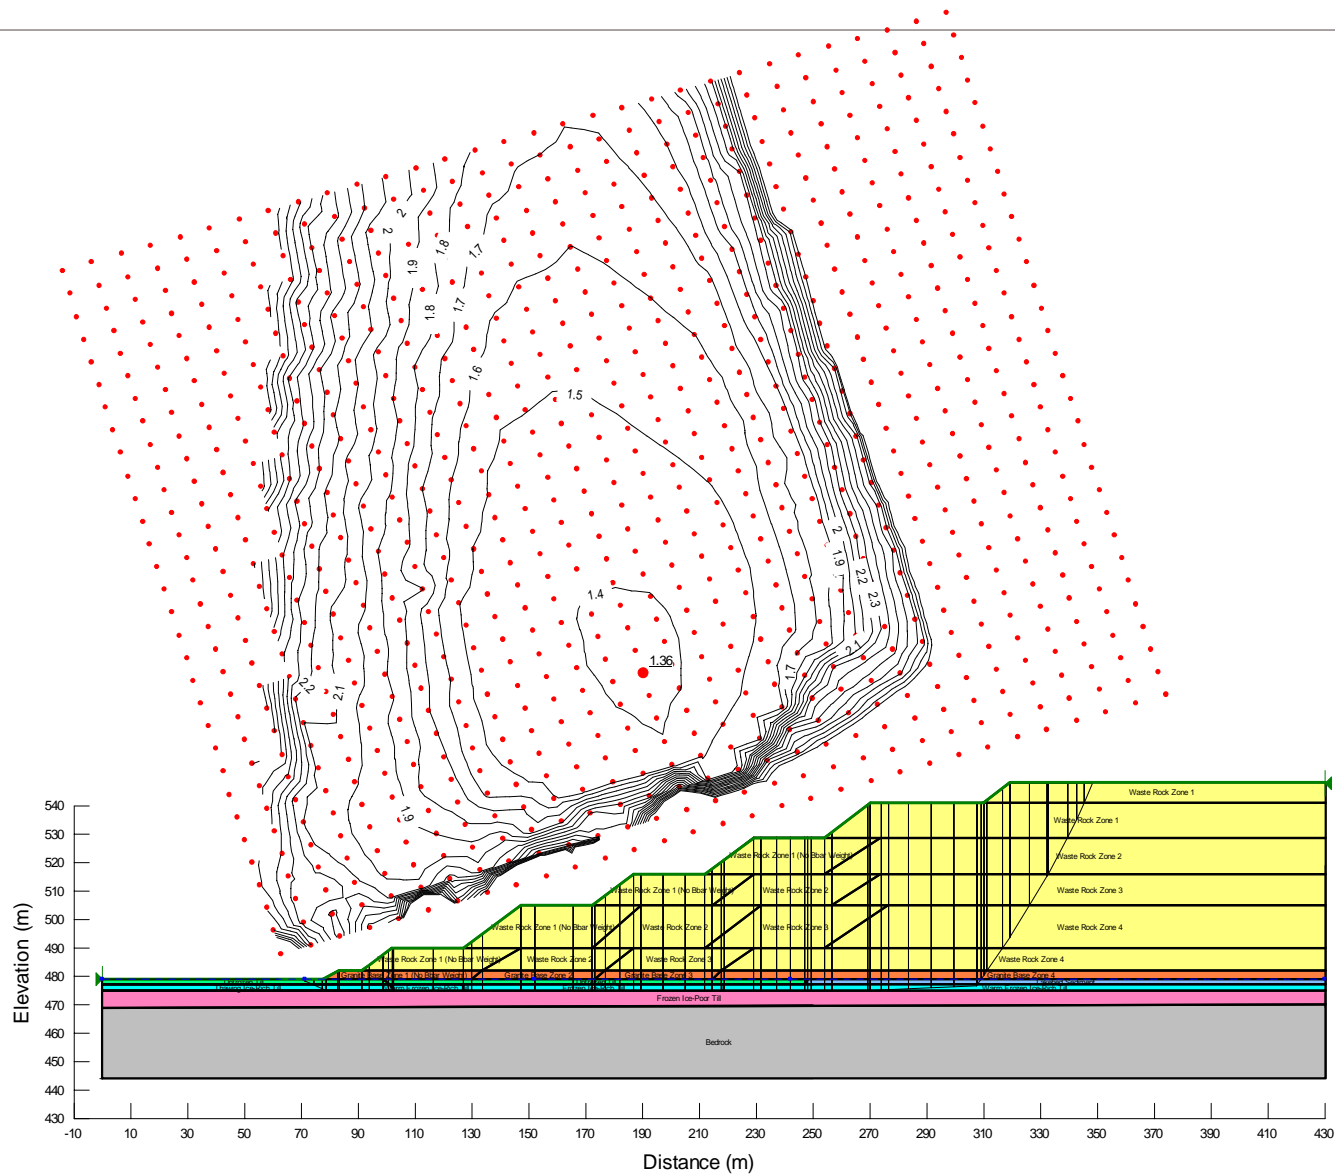 2
2
1.8
1.7
1.9
1.8
1.7
1.6
1.5
2
1.9
2.2
2.3
1.4
2.1
1.36
1.7
2.2
2.1
1.9
540
530
520
510
500
490
480
470
460
450
440
430
Elevation (m)
Waste Rock Zone 1
Waste Rock Zone 1
Waste Rock Zone 1 (No Bbar Weight)
Waste Rock Zone 2
Waste Rock Zone 1 (No Bbar Weight)
Waste Rock Zone 2
Waste Rock Zone 3
Waste Rock Zone 1 (No Bbar Weight)
Waste Rock Zone 2
Waste Rock Zone 3
Waste Rock Zone 4
Waste Rock Zone 1 (No Bbar Weight)
Waste Rock Zone 2
Waste Rock Zone 3
Waste Rock Zone 4
Granite Base Zone 1 (No Bbar Weight)
Granite Base Zone 2
Granite Base Zone 3
Granite Base Zone 4
Frozen Ice-Poor Till
Bedrock
-10 10 30 50 70 90 110 130 150 170 190 210 230 250 270 290 310 330 350 370 390 410 430
Distance (m)